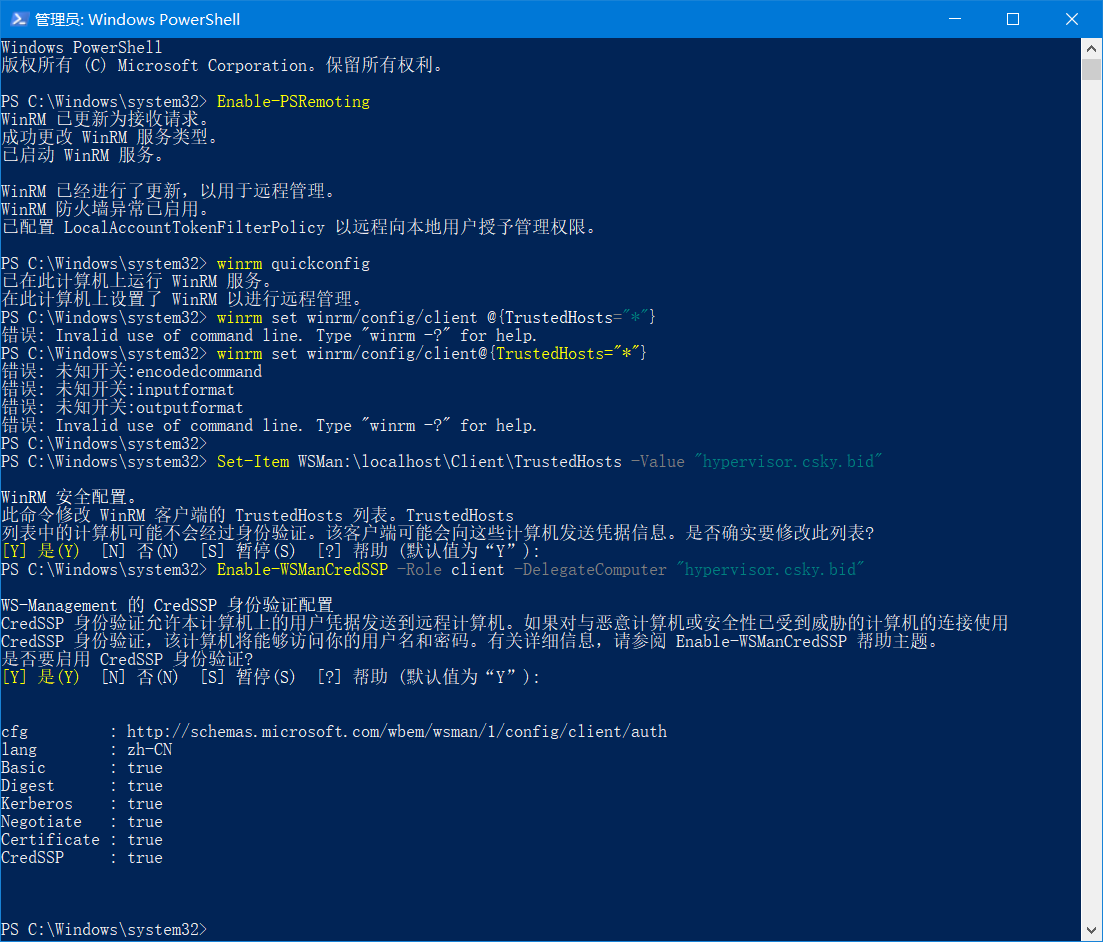 管理员: Windows PowerShell
Windows PowerShell
版权所有 (C) Microsoft Corporation。保留所有权利。
PS C:\Windows\system32> Enable-PSRemoting
WinRM 已更新为接收请求。
成功更改 WinRM 服务类型。
已启动 WinRM 服务。
WinRM 已经进行了更新，以用于远程管理。
WinRM 防火墙异常已启用。
已配置 LocalAccountTokenFilterPolicy 以远程向本地用户授予管理权限。
PS C:\Windows\system32> winrm quickconfig
已在此计算机上运行 WinRM 服务。
在此计算机上设置了 WinRM 以进行远程管理。
PS C:\Windows\system32> winrm set winrm/config/client @{TrustedHosts="*"}
错误: Invalid use of command line. Type "winrm -?" for help.
PS C:\Windows\system32> winrm set winrm/config/client@{TrustedHosts="*"}
错误: 未知开关:encodedcommand
错误: 未知开关:inputformat
错误: 未知开关:outputformat
错误: Invalid use of command line. Type "winrm -?" for help.
PS C:\Windows\system32>
PS C:\Windows\system32> Set-Item WSMan:\localhost\Client\TrustedHosts -Value "hypervisor.csky.bid"
WinRM 安全配置。
此命令修改 WinRM 客户端的 TrustedHosts 列表。TrustedHosts
列表中的计算机可能不会经过身份验证。该客户端可能会向这些计算机发送凭据信息。是否确实要修改此列表?
[Y] 是(Y)  [N] 否(N)  [S] 暂停(S)  [?] 帮助 (默认值为“Y”):
PS C:\Windows\system32> Enable-WSManCredSSP -Role client -DelegateComputer "hypervisor.csky.bid"
WS-Management 的 CredSSP 身份验证配置
CredSSP 身份验证允许本计算机上的用户凭据发送到远程计算机。如果对与恶意计算机或安全性已受到威胁的计算机的连接使用
CredSSP 身份验证，该计算机将能够访问你的用户名和密码。有关详细信息，请参阅 Enable-WSManCredSSP 帮助主题。
是否要启用 CredSSP 身份验证?
[Y] 是(Y)  [N] 否(N)  [S] 暂停(S)  [?] 帮助 (默认值为“Y”):
cfg         : http://schemas.microsoft.com/wbem/wsman/1/config/client/auth
lang        : zh-CN
Basic       : true
Digest      : true
Kerberos    : true
Negotiate   : true
Certificate : true
CredSSP     : true
PS C:\Windows\system32>